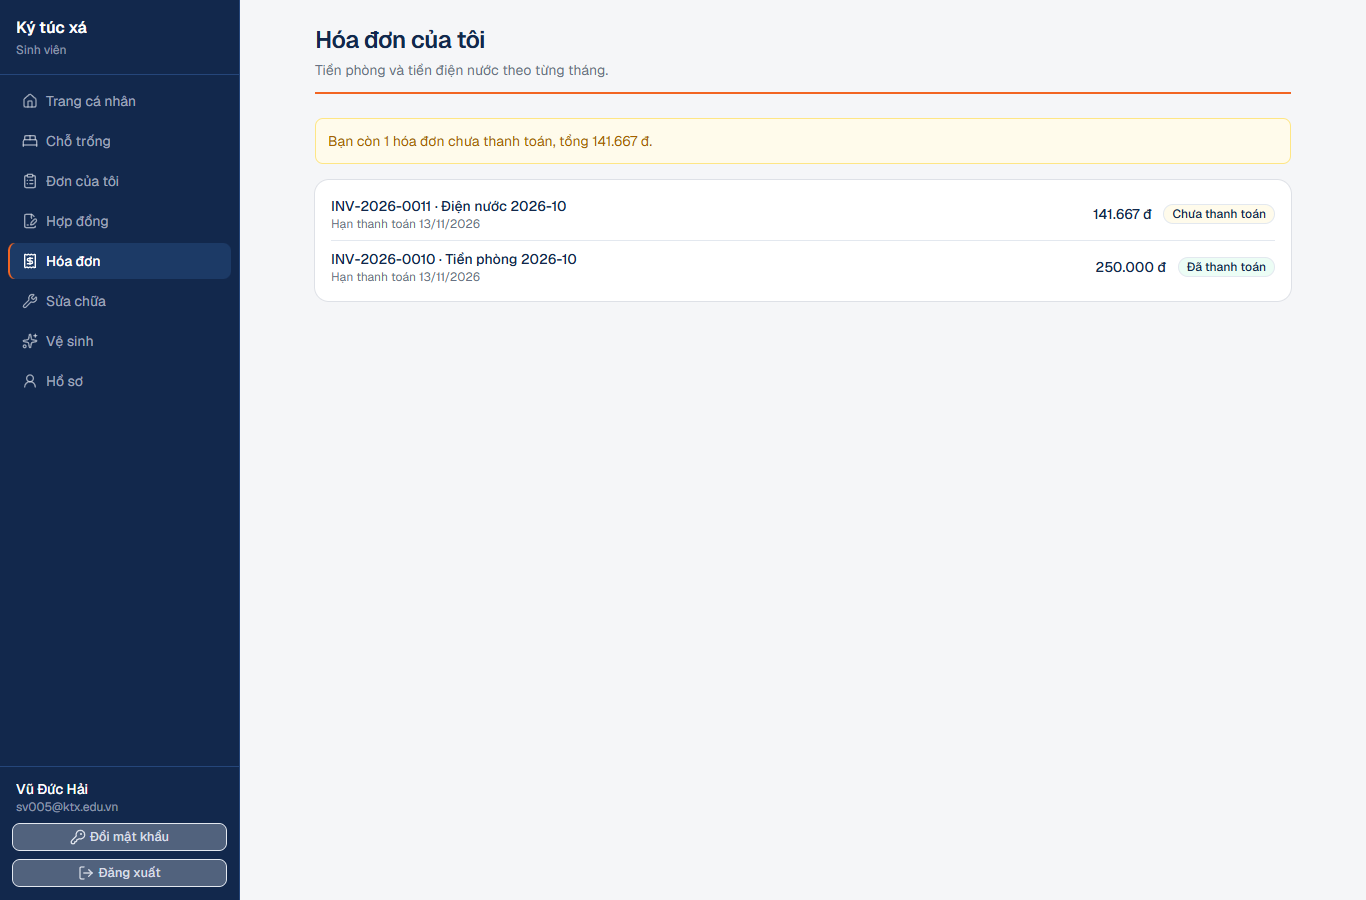 Ký túc xá
Sinh viên
Trang cá nhân
Chỗ trống
Đơn của tôi
Hợp đồng
Hóa đơn
Sửa chữa
Vệ sinh
Hồ sơ
Vũ Đức Hải
sv005@ktx.edu.vn
Đổi mật khẩu
Đăng xuất
Hóa đơn của tôi
Tiền phòng và tiền điện nước theo từng tháng.
Bạn còn 1 hóa đơn chưa thanh toán, tổng 141.667 đ.
INV-2026-0011 · Điện nước 2026-10
Hạn thanh toán 13/11/2026
141.667 đ Chưa thanh toán
INV-2026-0010 · Tiền phòng 2026-10
Hạn thanh toán 13/11/2026
250.000 đ Đã thanh toán